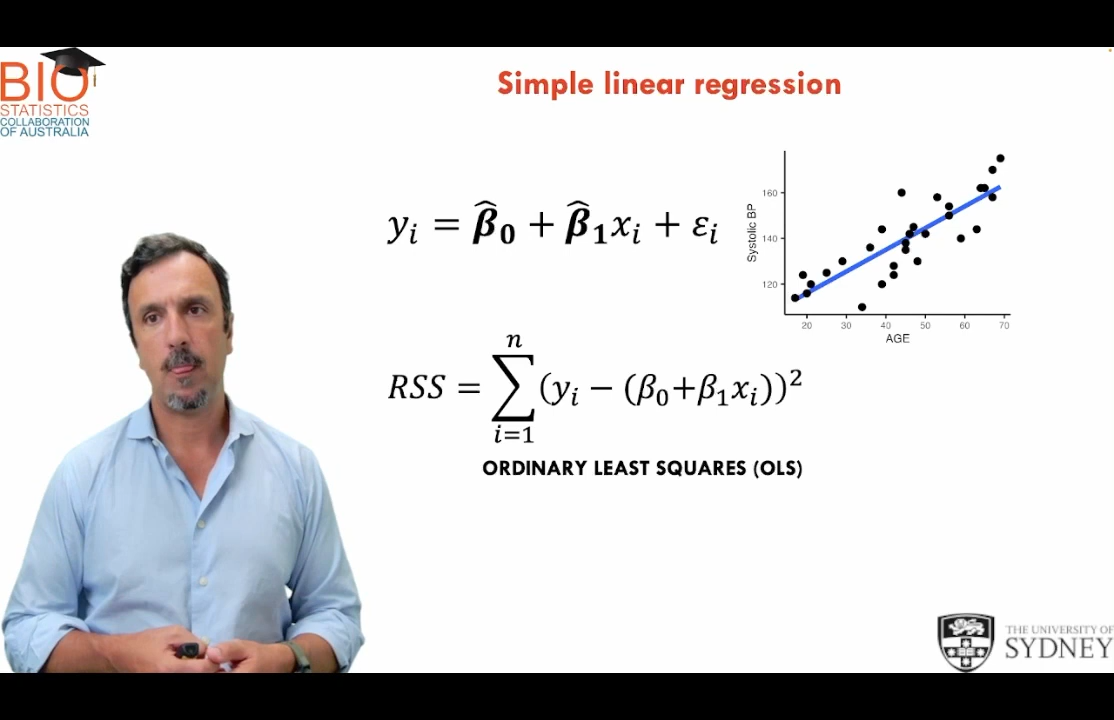 BIO
STATISTICS
COLLABORATION
OF AUSTRALIA
Simple linear regression
yᵢ = β̂₀ + β̂₁xᵢ + εᵢ
Systolic BP
160
140
120
20 30 40 50 60 70
AGE
RSS = ∑ᵢ₌₁ⁿ (yᵢ − (β₀+β₁xᵢ))²
ORDINARY LEAST SQUARES (OLS)
THE UNIVERSITY OF
SYDNEY